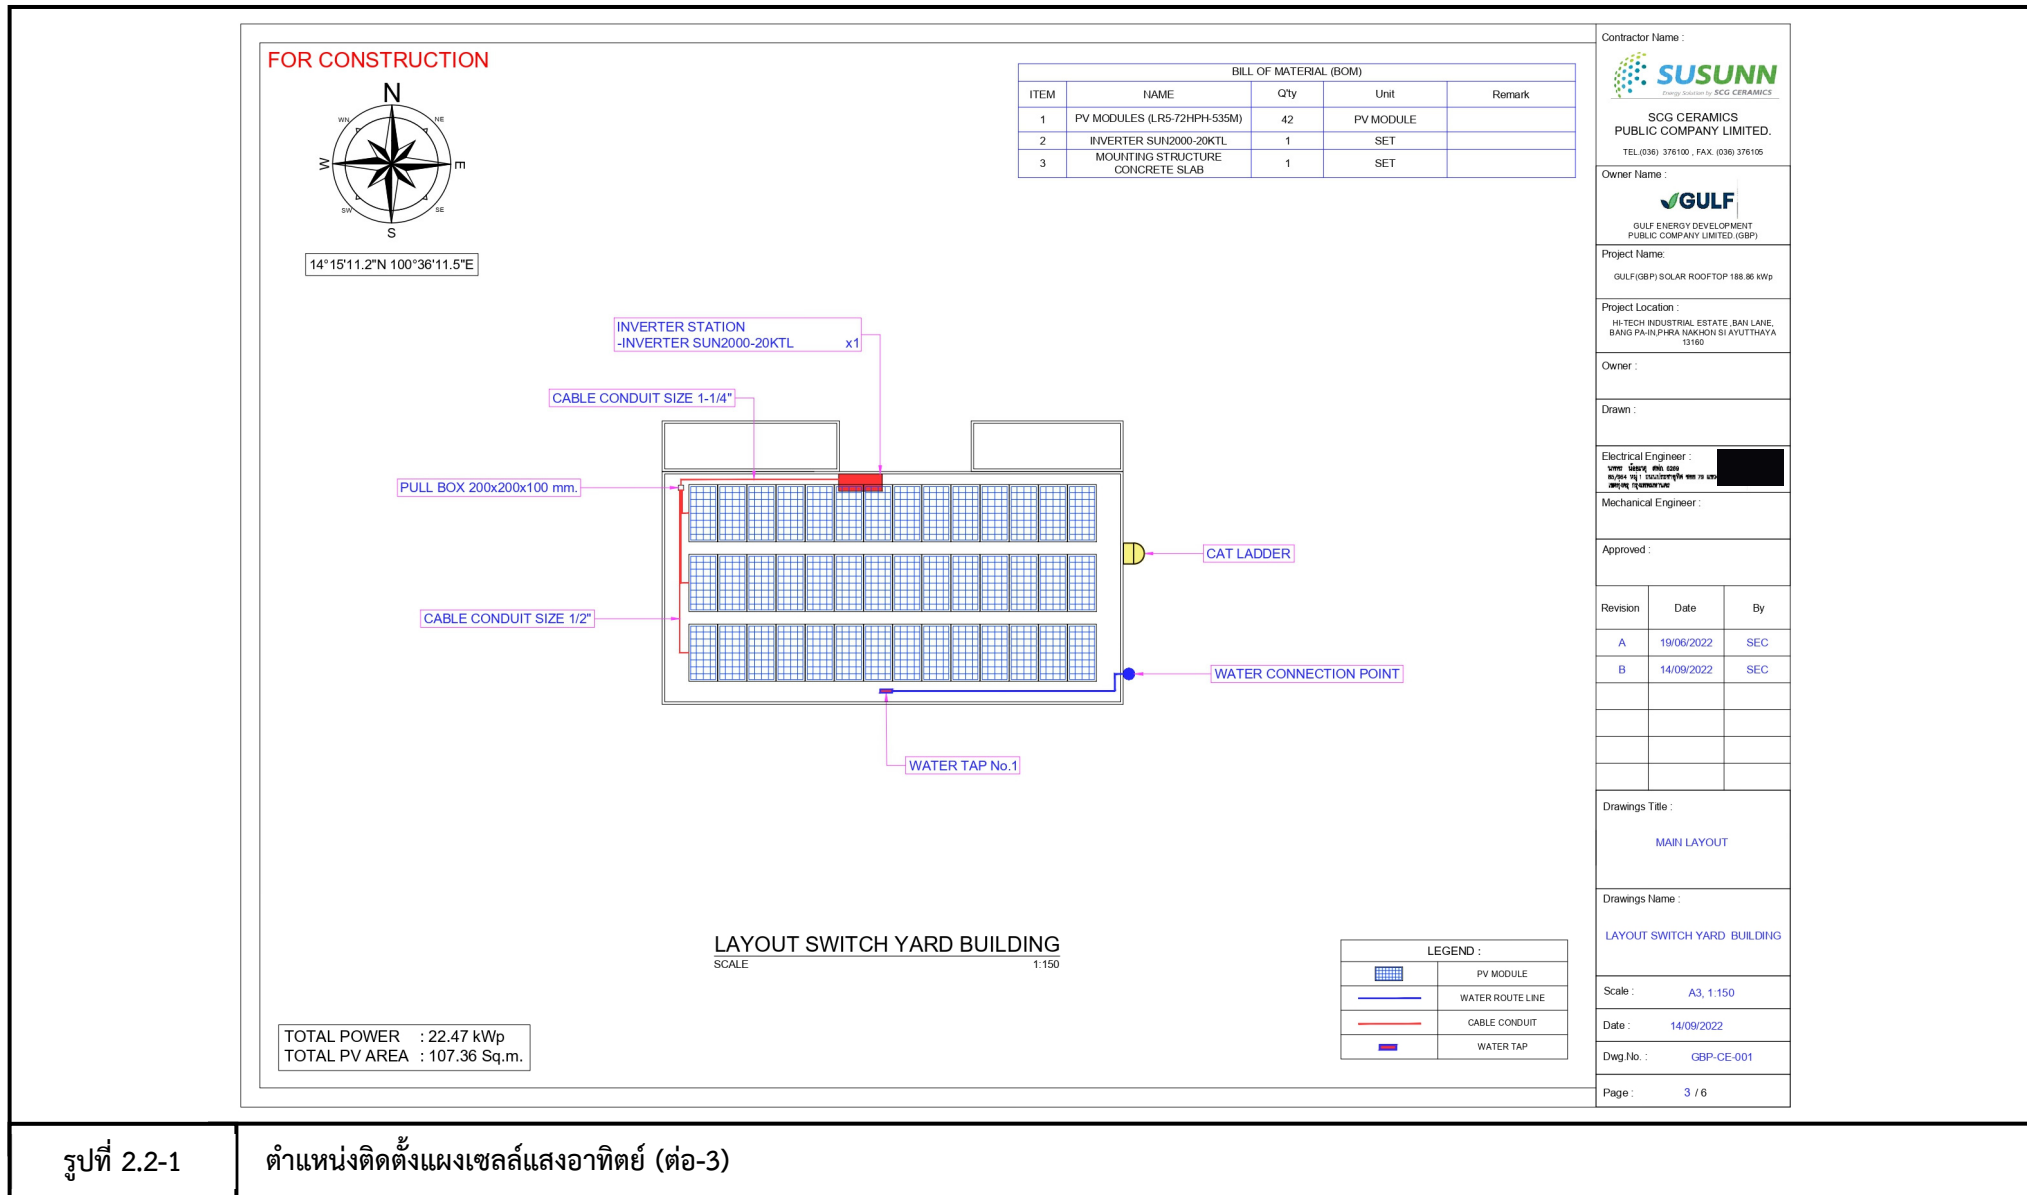 FOR CONSTRUCTION
N
WN
NE
W
E
SW
SE
S
14°15'11.2"N 100°36'11.5"E
BILL OF MATERIAL (BOM)
ITEM NAME Q'ty Unit Remark
1 PV MODULES (LR5-72HPH-535M) 42 PV MODULE
2 INVERTER SUN2000-20KTL 1 SET
3 MOUNTING STRUCTURE CONCRETE SLAB 1 SET
INVERTER STATION
-INVERTER SUN2000-20KTL x1
CABLE CONDUIT SIZE 1-1/4"
PULL BOX 200x200x100 mm.
CAT LADDER
CABLE CONDUIT SIZE 1/2"
WATER CONNECTION POINT
WATER TAP No.1
LAYOUT SWITCH YARD BUILDING
SCALE 1:150
TOTAL POWER : 22.47 kWp
TOTAL PV AREA : 107.36 Sq.m.
LEGEND :
PV MODULE
WATER ROUTE LINE
CABLE CONDUIT
WATER TAP
Contractor Name :
SUSUNN
Energy Solution by SCG CERAMICS
SCG CERAMICS
PUBLIC COMPANY LIMITED.
TEL.(036) 376100 , FAX. (036) 376105
Owner Name :
GULF
GULF ENERGY DEVELOPMENT
PUBLIC COMPANY LIMITED.(GBP)
Project Name:
GULF(GBP) SOLAR ROOFTOP 188.86 kWp
Project Location :
HI-TECH INDUSTRIAL ESTATE ,BAN LANE,
BANG PA-IN,PHRA NAKHON SI AYUTTHAYA
13160
Owner :
Drawn :
Electrical Engineer :
Mechanical Engineer :
Approved :
Revision Date By
A 19/06/2022 SEC
B 14/09/2022 SEC
Drawings Title :
MAIN LAYOUT
Drawings Name :
LAYOUT SWITCH YARD BUILDING
Scale : A3, 1:150
Date : 14/09/2022
Dwg.No. : GBP-CE-001
Page : 3 / 6
รูปที่ 2.2-1
ตำแหน่งติดตั้งแผงเซลล์แสงอาทิตย์ (ต่อ-3)